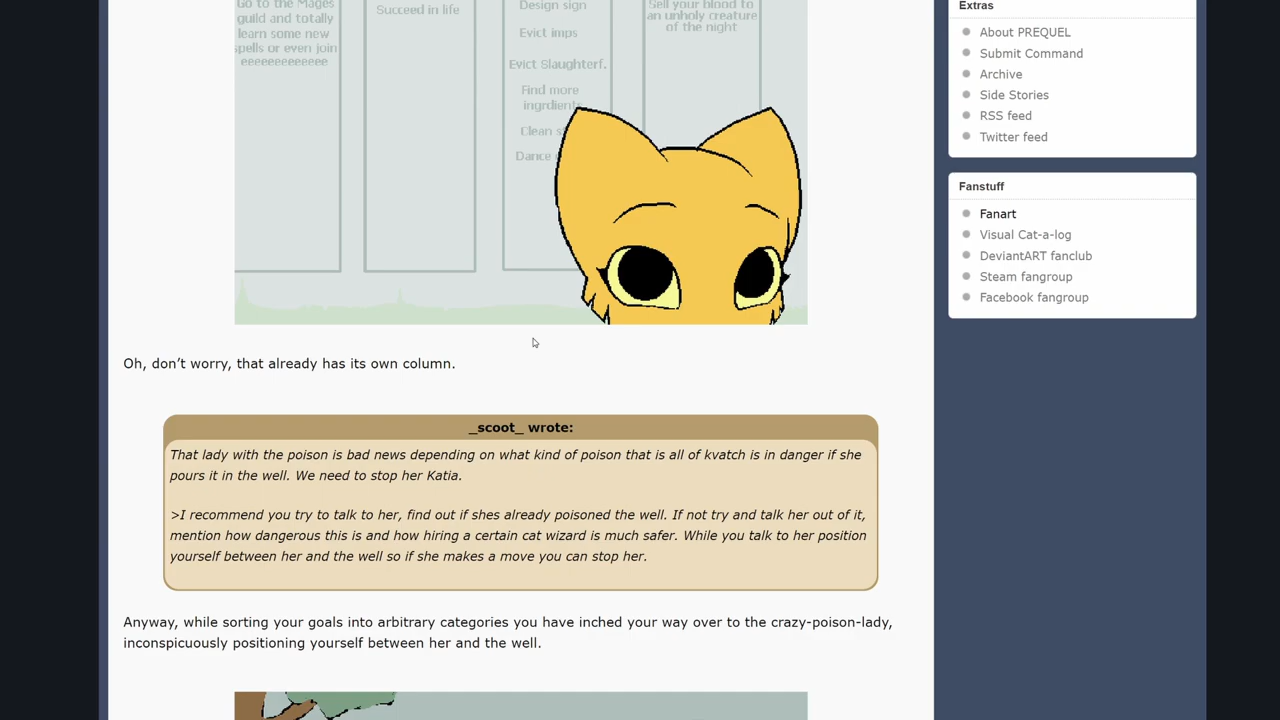 Go to the Mages
guild and totally
learn some new
spells or even join
eeeeeeeeeeeee
Succeed in life
Design sign
Evict imps
Evict Slaughterf.
Find more
ingrdients
Clean s
Dance
Sell your blood to
an unholy creature
of the night
Oh, don’t worry, that already has its own column.
_scoot_ wrote:
That lady with the poison is bad news depending on what kind of poison that is all of kvatch is in danger if she
pours it in the well. We need to stop her Katia.
>I recommend you try to talk to her, find out if shes already poisoned the well. If not try and talk her out of it,
mention how dangerous this is and how hiring a certain cat wizard is much safer. While you talk to her position
yourself between her and the well so if she makes a move you can stop her.
Anyway, while sorting your goals into arbitrary categories you have inched your way over to the crazy-poison-lady,
inconspicuously positioning yourself between her and the well.
Extras
About PREQUEL
Submit Command
Archive
Side Stories
RSS feed
Twitter feed
Fanstuff
Fanart
Visual Cat-a-log
DeviantART fanclub
Steam fangroup
Facebook fangroup